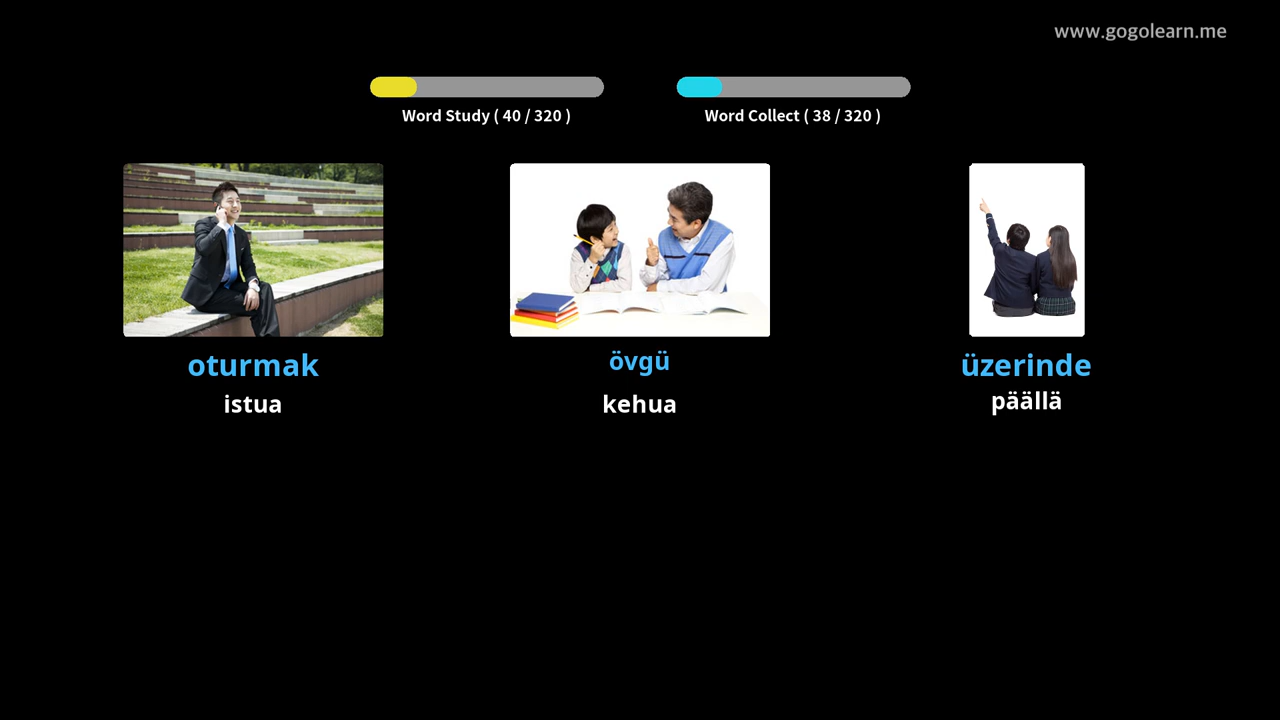 www.gogolearn.me
Word Study ( 40 / 320 )
Word Collect ( 38 / 320 )
oturmak
istua
övgü
kehua
üzerinde
päällä